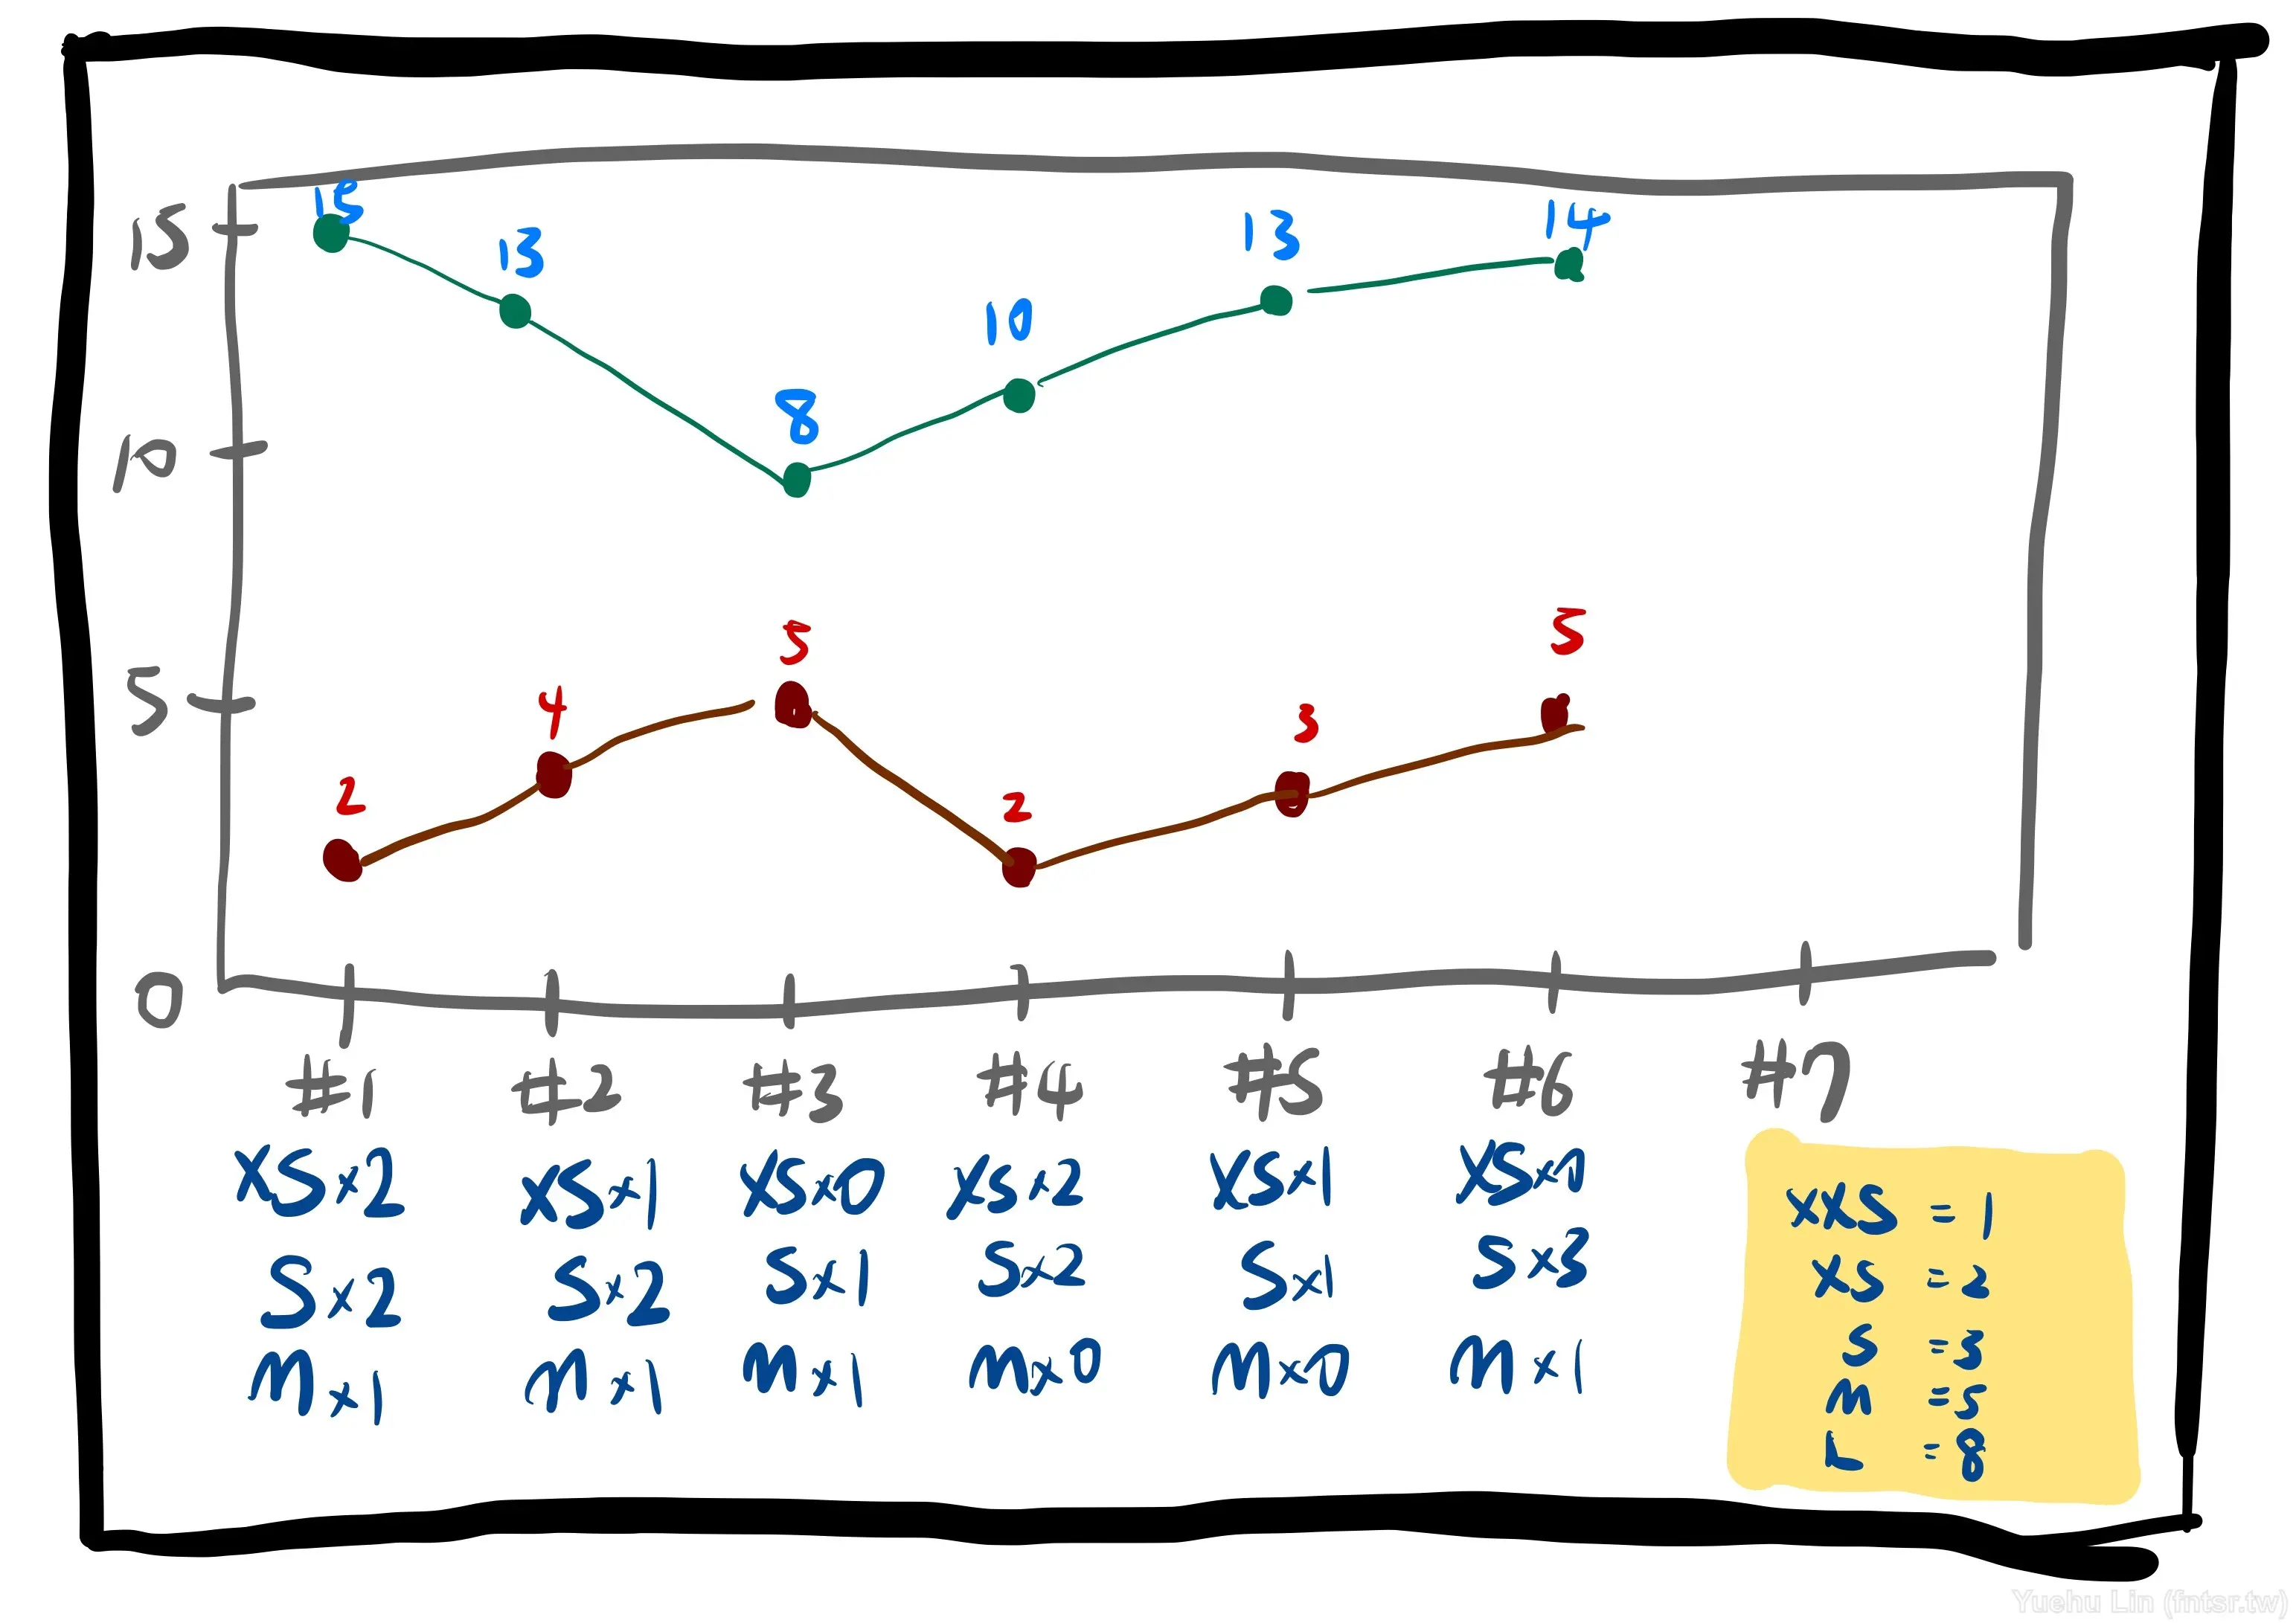 15
13
8
10
13
14
15
10
5
0
2
4
5
2
3
5
#1 #2 #3 #4 #5 #6 #7
XS×2 XS×1 XS×0 XS×2 XS×1 XS×0
S×2 S×2 S×1 S×2 S×1 S×3
M×1 M×1 M×1 M×0 M×0 M×1
XXS = 1
XS = 2
S = 3
M = 5
L = 8
Yuehu Lin (fntsr.tw)